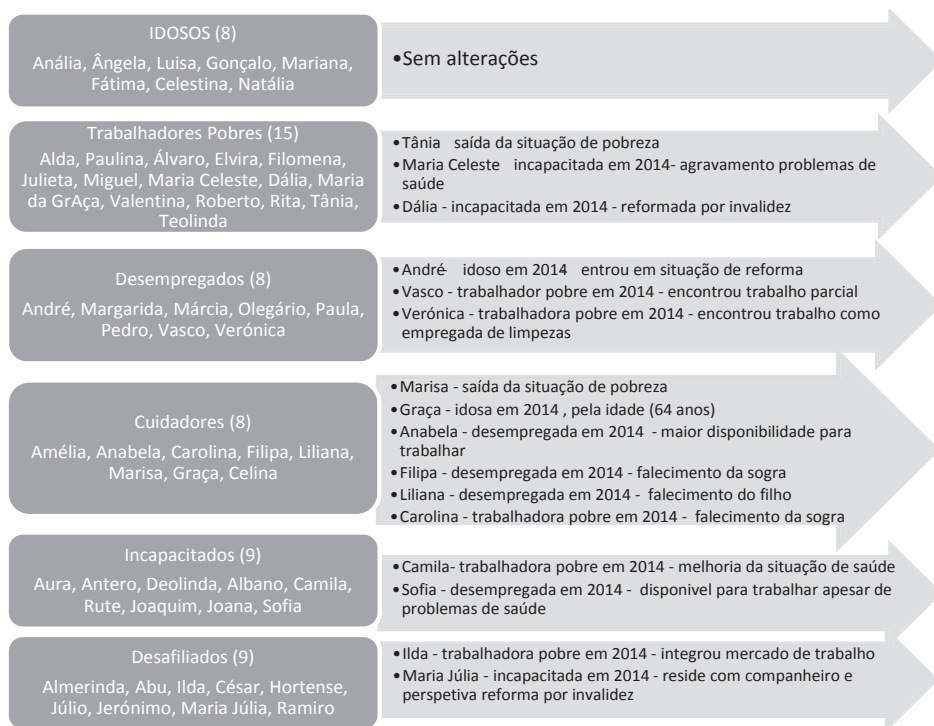 IDOSOS (8)
Anália, Ângela, Luisa, Gonçalo, Mariana,
Fátima, Celestina, Natália
•Sem alterações
Trabalhadores Pobres (15)
Alda, Paulina, Álvaro, Elvira, Filomena,
Julieta, Miguel, Maria Celeste, Dália, Maria
da GrAça, Valentina, Roberto, Rita, Tânia,
Teolinda
•Tânia saída da situação de pobreza
•Maria Celeste incapacitada em 2014- agravamento problemas de
saúde
•Dália - incapacitada em 2014 - reformada por invalidez
Desempregados (8)
André, Margarida, Márcia, Olegário, Paula,
Pedro, Vasco, Verónica
•André- idoso em 2014 entrou em situação de reforma
•Vasco - trabalhador pobre em 2014 - encontrou trabalho parcial
•Verónica - trabalhadora pobre em 2014 - encontrou trabalho como
empregada de limpezas
Cuidadores (8)
Amélia, Anabela, Carolina, Filipa, Liliana,
Marisa, Graça, Celina
•Marisa - saída da situação de pobreza
•Graça - idosa em 2014 , pela idade (64 anos)
•Anabela - desempregada em 2014 - maior disponibilidade para
trabalhar
•Filipa - desempregada em 2014 - falecimento da sogra
•Liliana - desempregada em 2014 - falecimento do filho
•Carolina - trabalhadora pobre em 2014 - falecimento da sogra
Incapacitados (9)
Aura, Antero, Deolinda, Albano, Camila,
Rute, Joaquim, Joana, Sofia
•Camila- trabalhadora pobre em 2014 - melhoria da situação de saúde
•Sofia - desempregada em 2014 - disponivel para trabalhar apesar de
problemas de saúde
Desafiliados (9)
Almerinda, Abu, Ilda, César, Hortense,
Júlio, Jerónimo, Maria Júlia, Ramiro
•Ilda - trabalhadora pobre em 2014 - integrou mercado de trabalho
•Maria Júlia - incapacitada em 2014 - reside com companheiro e
perspetiva reforma por invalidez